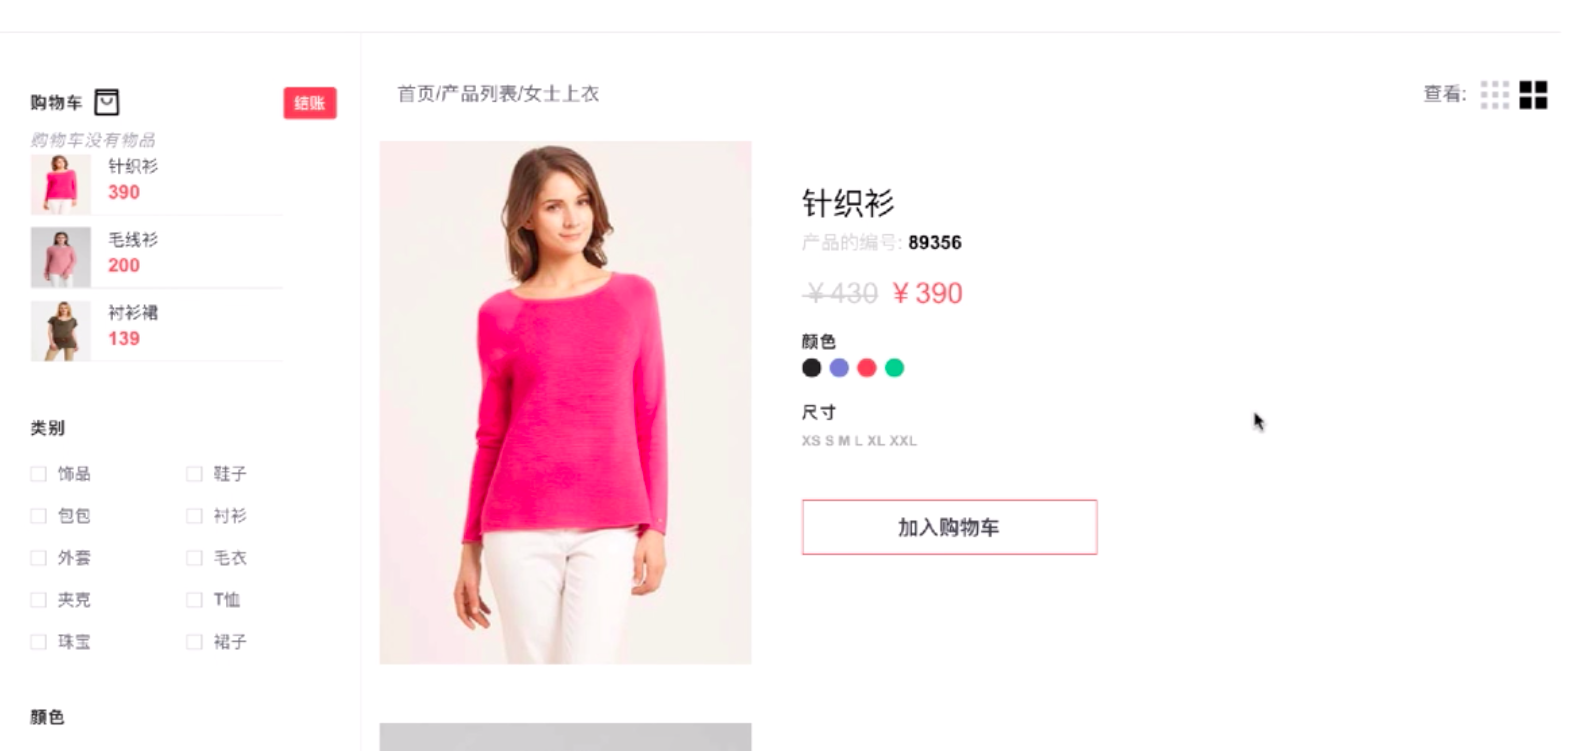 购物车
结账
购物车没有物品
针织衫
390
毛线衫
200
衬衫裙
139
类别
饰品
鞋子
包包
衬衫
外套
毛衣
夹克
T恤
珠宝
裙子
颜色
首页/产品列表/女士上衣
查看:
针织衫
产品的编号: 89356
￥430 ￥390
颜色
尺寸
XS S M L XL XXL
加入购物车